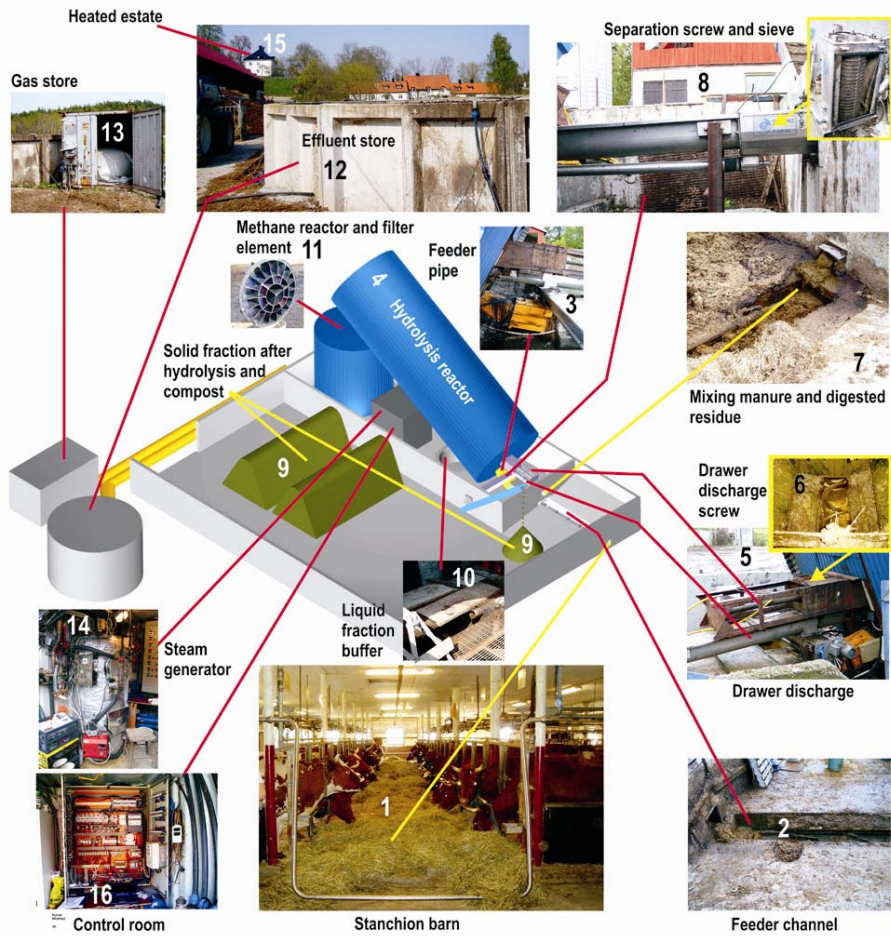 Heated estate
15
Separation screw and sieve
Gas store
8
13
Effluent store
12
Methane reactor and filter
element
11
Feeder
pipe
3
4
Hydrolysis reactor
7
Mixing manure and digested
residue
Solid fraction after
hydrolysis and
compost
9
Drawer
discharge
screw
6
9
5
10
Liquid
fraction
buffer
14
Steam
generator
Drawer discharge
1
2
16
Control room
Stanchion barn
Feeder channel